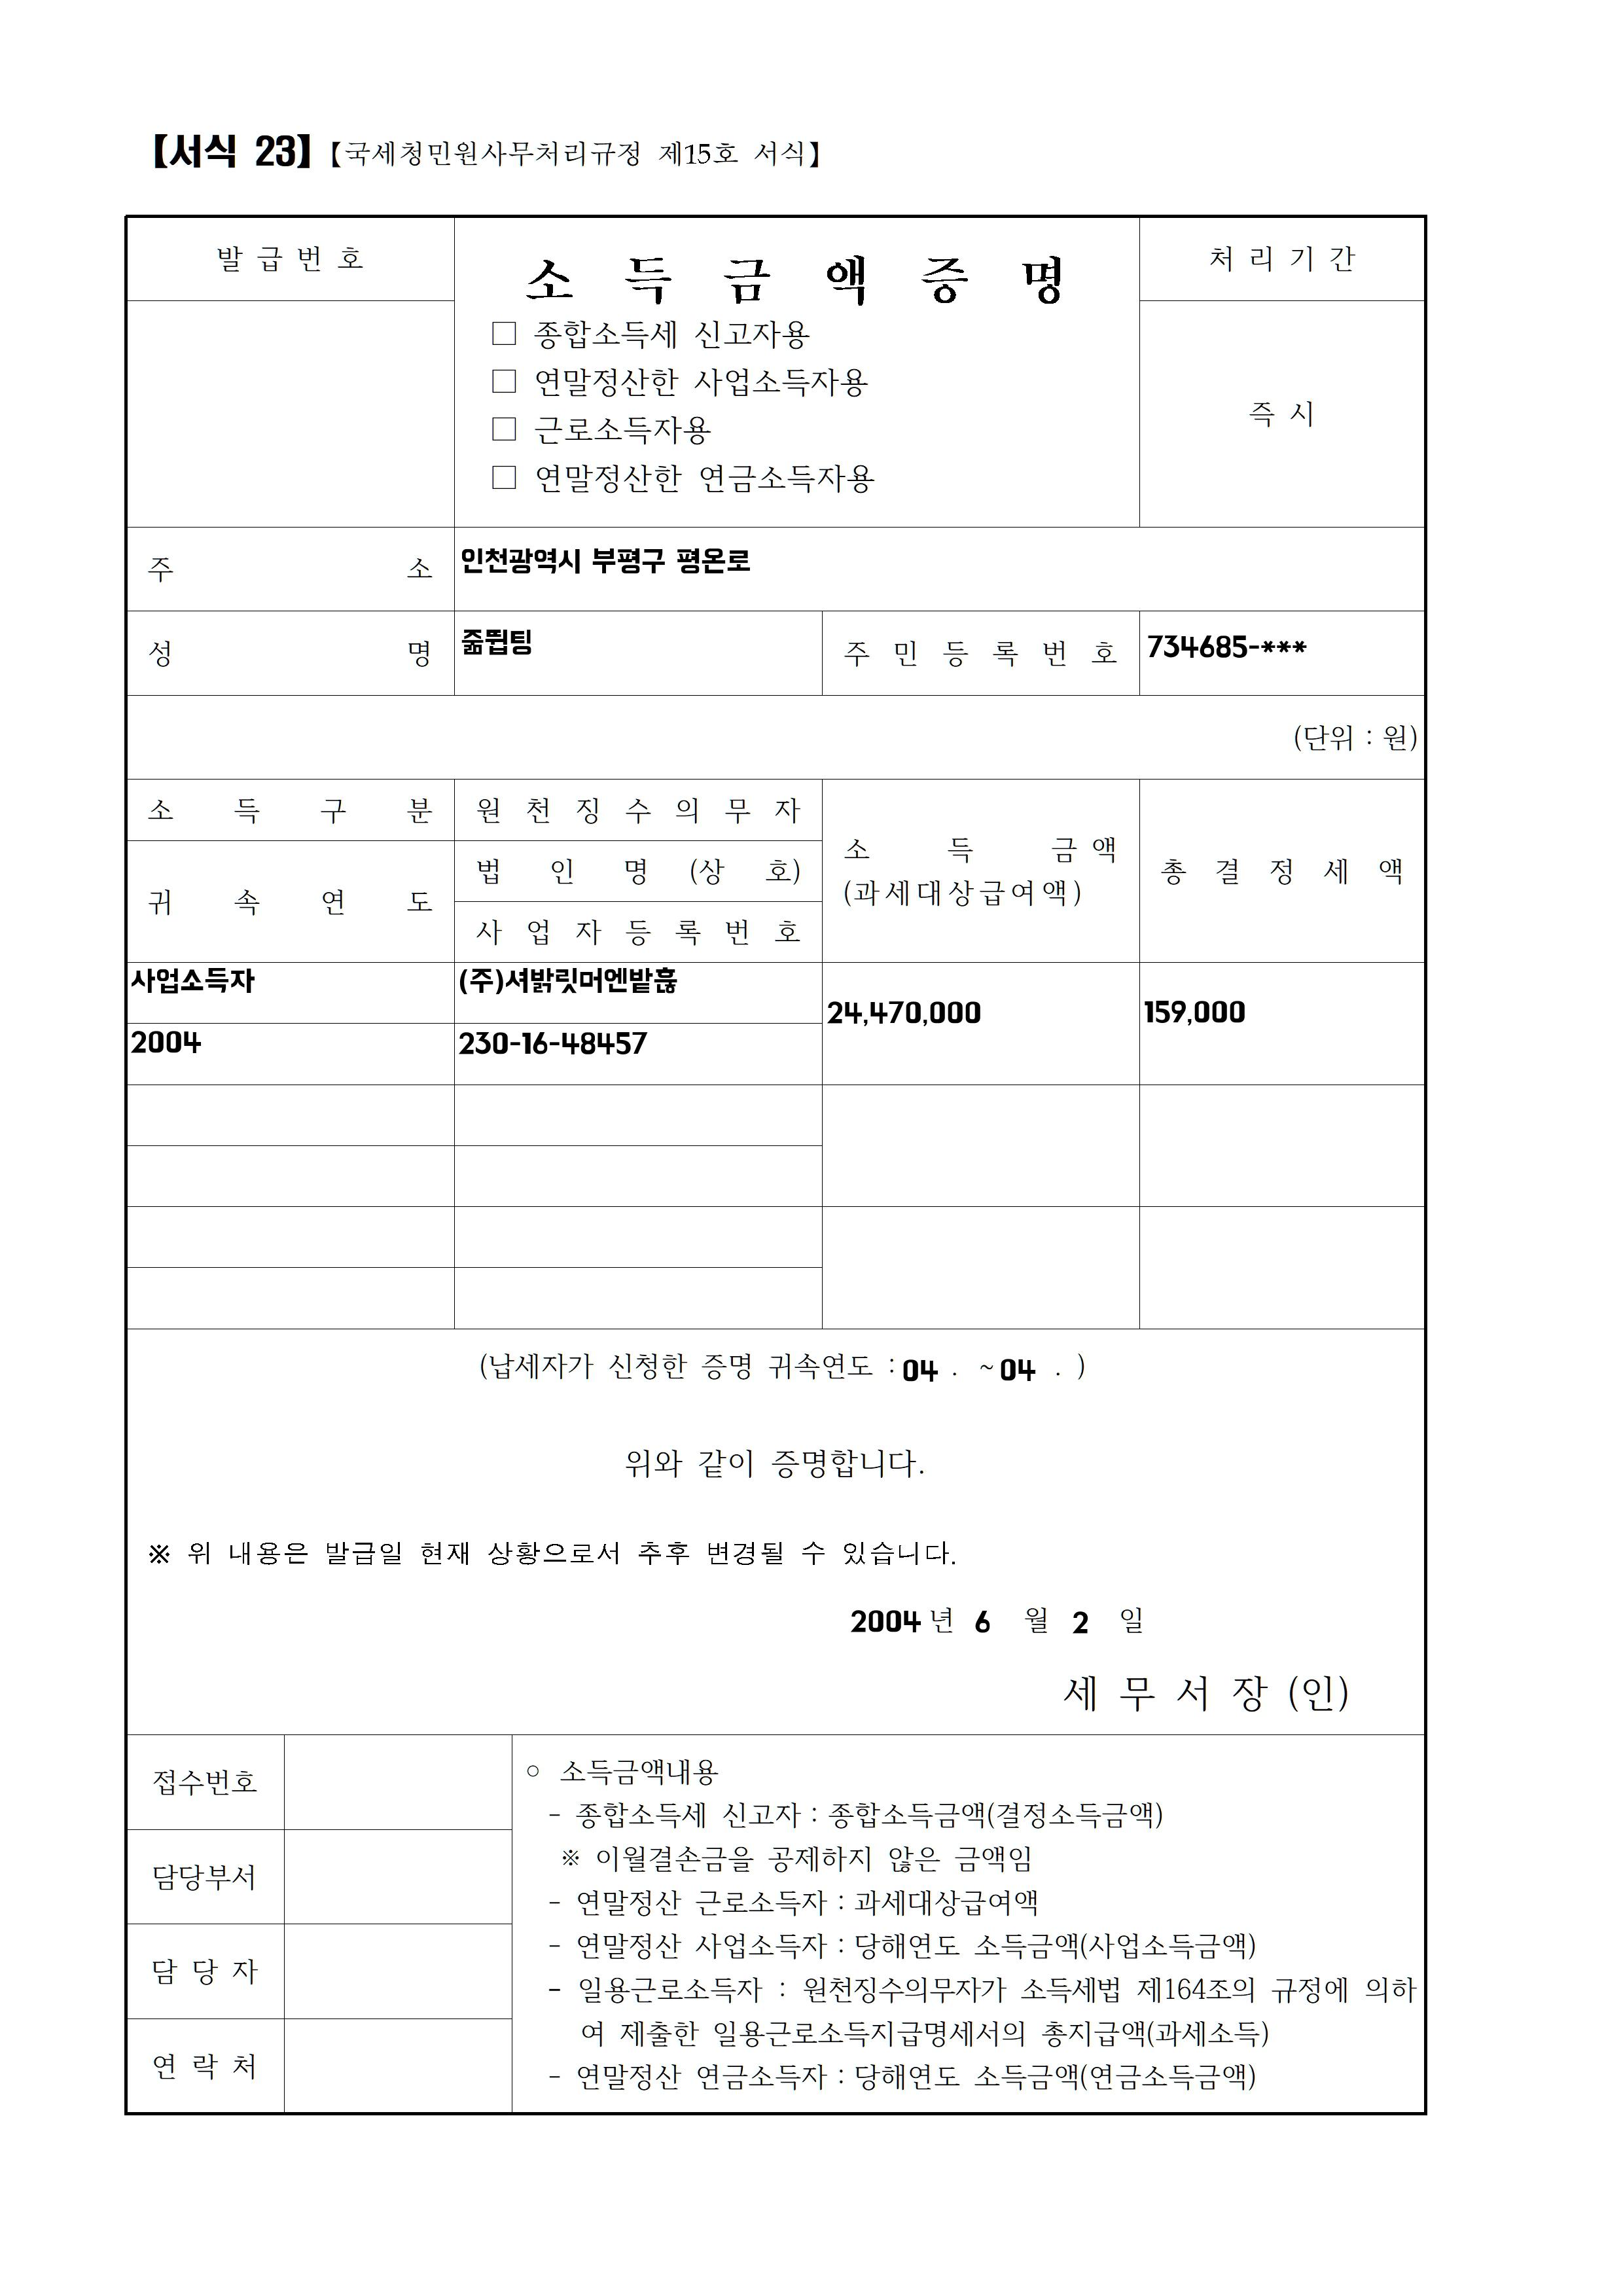 【서식 23】【국세청민원사무처리규정 제15호 서식】
발 급 번 호
소 득 금 액 증 명
처 리 기 간
□ 종합소득세 신고자용
□ 연말정산한 사업소득자용
□ 근로소득자용
□ 연말정산한 연금소득자용
즉 시
주 소
인천광역시 부평구 평온로
성 명
줆뛉팅
주 민 등 록 번 호
734685-***
(단위 : 원)
소 득 구 분
원 천 징 수 의 무 자
소 득 금 액
(과세대상급여액)
총 결 정 세 액
귀 속 연 도
법 인 명 (상 호)
사 업 자 등 록 번 호
사업소득자
(주)셔밝릿머엔밭흖
24,470,000
159,000
2004
230-16-48457
(납세자가 신청한 증명 귀속연도 : 04 . ~ 04 . )
위와 같이 증명합니다.
※ 위 내용은 발급일 현재 상황으로서 추후 변경될 수 있습니다.
2004 년 6 월 2 일
세 무 서 장 (인)
접수번호
담당부서
담 당 자
연 락 처
○ 소득금액내용
- 종합소득세 신고자 : 종합소득금액(결정소득금액)
※ 이월결손금을 공제하지 않은 금액임
- 연말정산 근로소득자 : 과세대상급여액
- 연말정산 사업소득자 : 당해연도 소득금액(사업소득금액)
- 일용근로소득자 : 원천징수의무자가 소득세법 제164조의 규정에 의하
여 제출한 일용근로소득지급명세서의 총지급액(과세소득)
- 연말정산 연금소득자 : 당해연도 소득금액(연금소득금액)